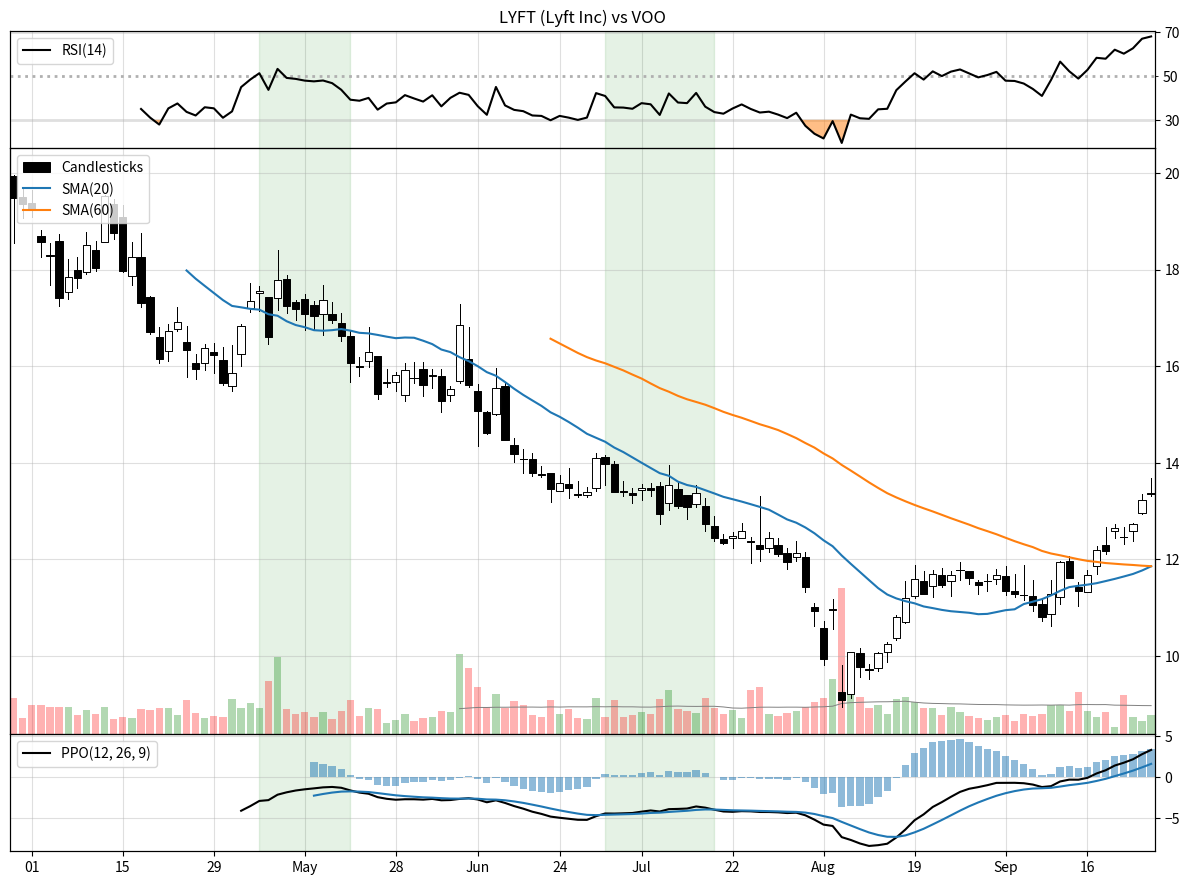 LYFT (Lyft Inc) vs VOO
RSI(14)
70
50
30
Candlesticks
SMA(20)
SMA(60)
20
18
16
14
12
10
PPO(12, 26, 9)
5
0
−5
01 15 29 May 28 Jun 24 Jul 22 Aug 19 Sep 16